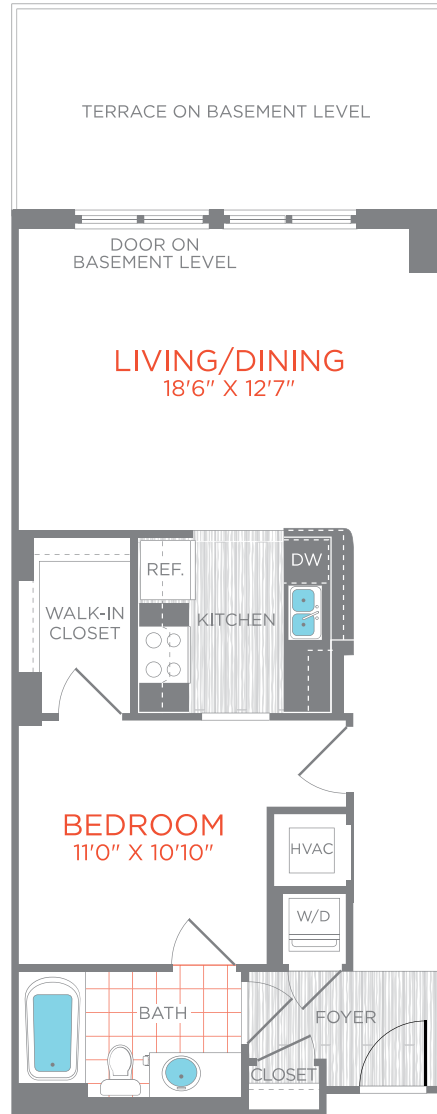 TERRACE ON BASEMENT LEVEL
DOOR ON
BASEMENT LEVEL
LIVING/DINING
18'6" X 12'7"
REF.
DW
WALK-IN
CLOSET
KITCHEN
BEDROOM
11'0" X 10'10"
HVAC
W/D
BATH
FOYER
CLOSET